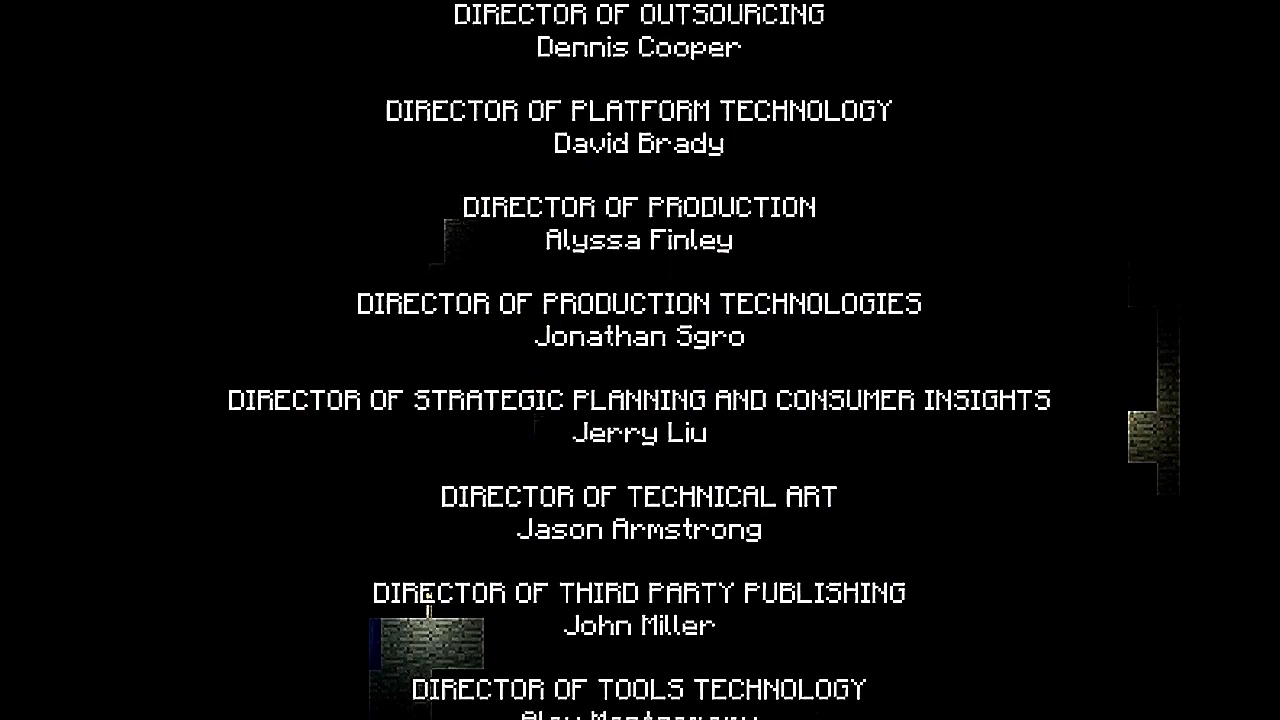 DIRECTOR OF OUTSOURCING
Dennis Cooper
DIRECTOR OF PLATFORM TECHNOLOGY
David Brady
DIRECTOR OF PRODUCTION
Alyssa Finley
DIRECTOR OF PRODUCTION TECHNOLOGIES
Jonathan Sgro
DIRECTOR OF STRATEGIC PLANNING AND CONSUMER INSIGHTS
Jerry Liu
DIRECTOR OF TECHNICAL ART
Jason Armstrong
DIRECTOR OF THIRD PARTY PUBLISHING
John Miller
DIRECTOR OF TOOLS TECHNOLOGY